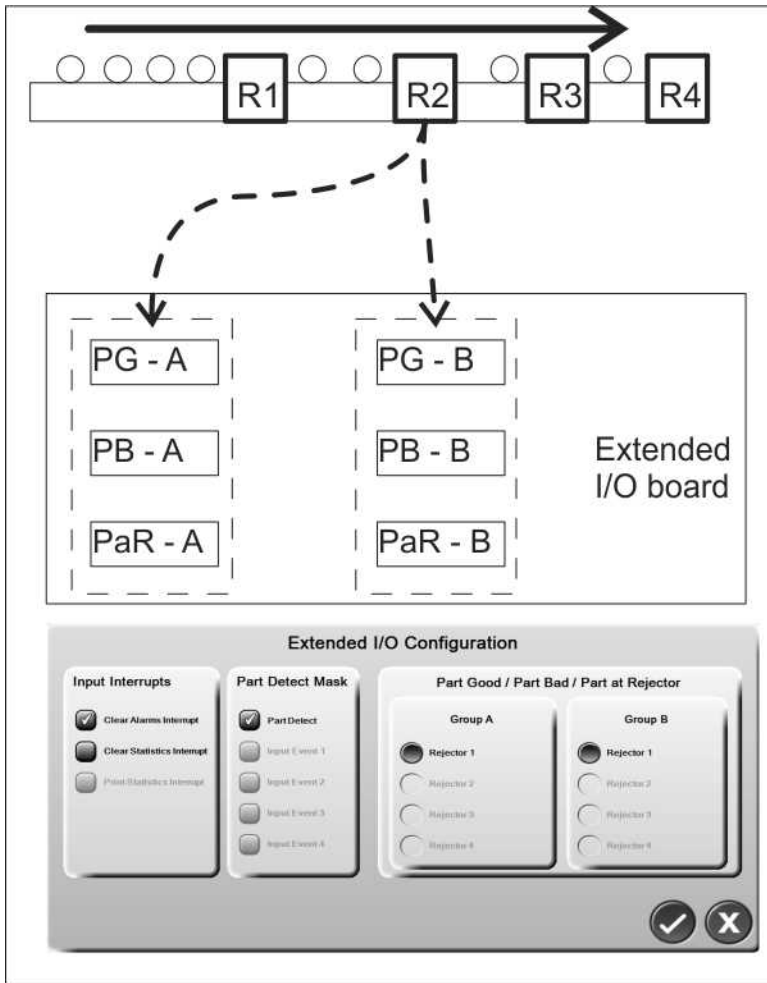 R1 R2 R3 R4
PG - A PG - B
PB - A PB - B
Extended
I/O board
PaR - A PaR - B
Extended I/O Configuration
Input Interrupts Part Detect Mask Part Good / Part Bad / Part at Rejector
Group A Group B
Clear Alarms Interrupt Part Detect
Rejector 1 Rejector 1
Clear Statistics Interrupt Input Event 1
Rejector 2 Rejector 2
Print Statistics Interrupt Input Event 2
Rejector 3 Rejector 3
Input Event 3
Rejector 4 Rejector 4
Input Event 4
X